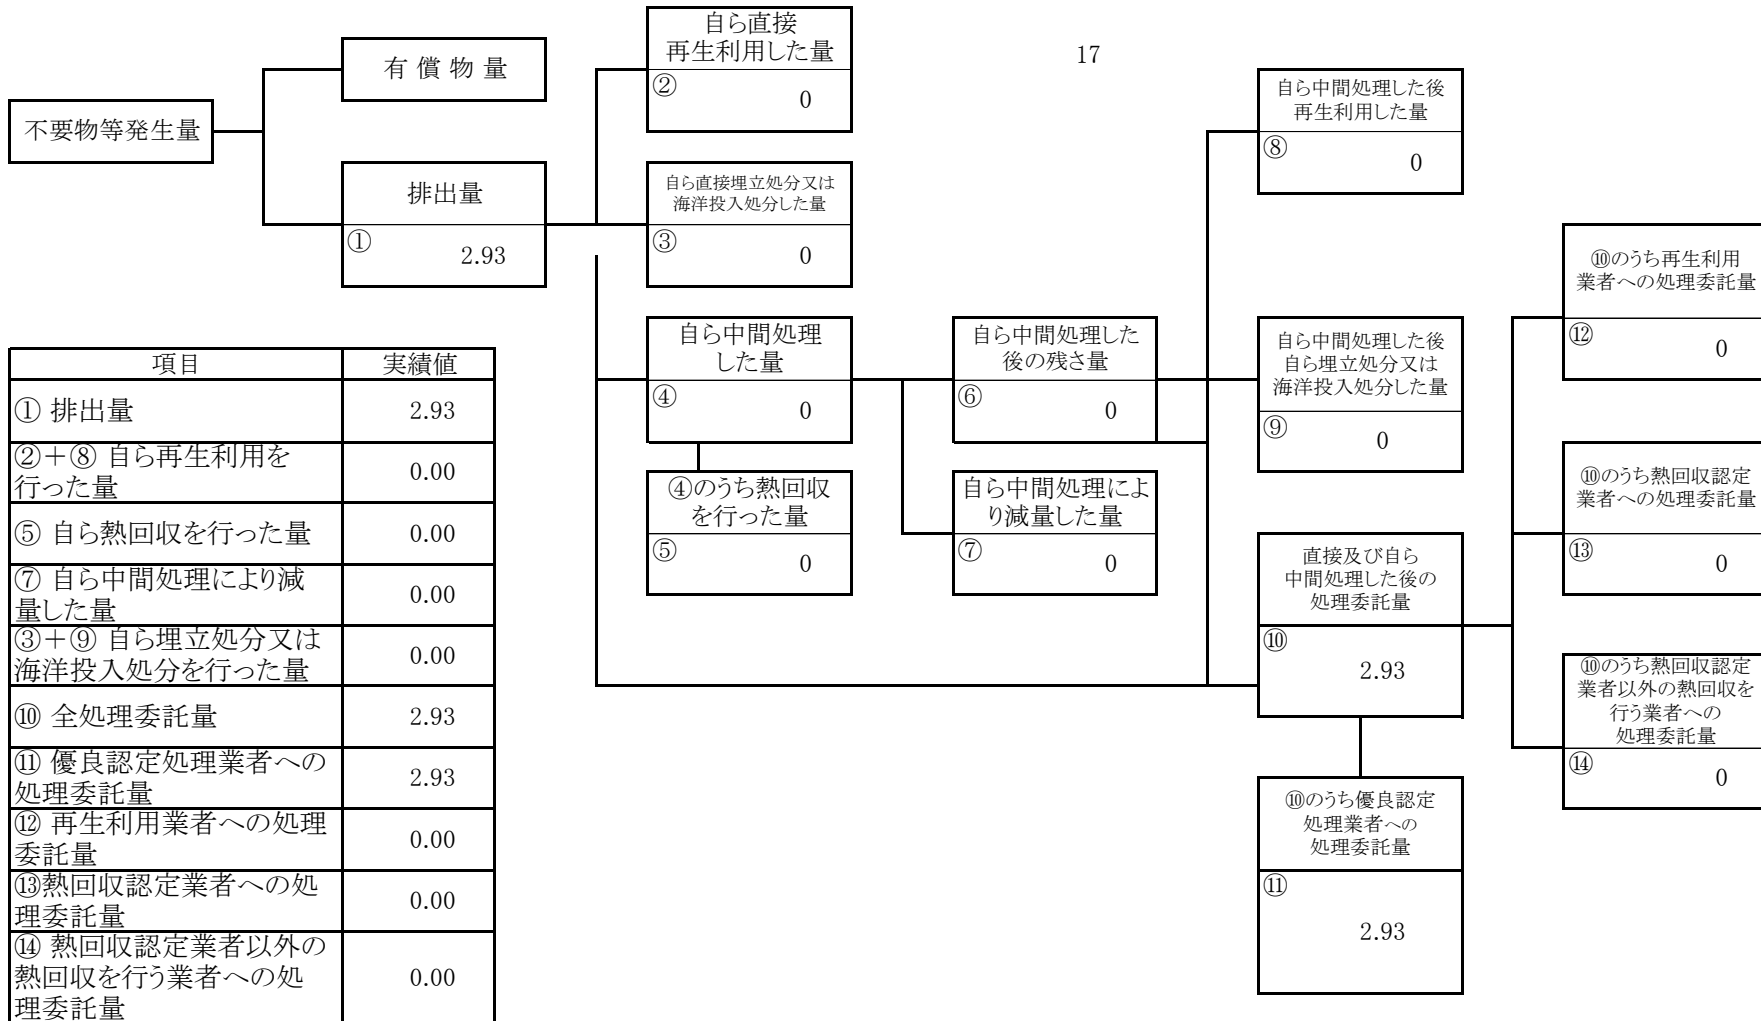 17
不要物等発生量
有 償 物 量
排出量
①
2.93
自ら直接
再生利用した量
②
0
自ら直接埋立処分又は
海洋投入処分した量
③
0
自ら中間処理
した量
④
0
④のうち熱回収
を行った量
⑤
0
自ら中間処理した
後の残さ量
⑥
0
自ら中間処理によ
り減量した量
⑦
0
自ら中間処理した後
再生利用した量
⑧
0
自ら中間処理した後
自ら埋立処分又は
海洋投入処分した量
⑨
0
直接及び自ら
中間処理した後の
処理委託量
⑩
2.93
⑩のうち優良認定
処理業者への
処理委託量
⑪
2.93
⑩のうち再生利用
業者への処理委託量
⑫
0
⑩のうち熱回収認定
業者への処理委託量
⑬
0
⑩のうち熱回収認定
業者以外の熱回収を
行う業者への
処理委託量
⑭
0
項目 実績値
① 排出量 2.93
②＋⑧ 自ら再生利用を
行った量 0.00
⑤ 自ら熱回収を行った量 0.00
⑦ 自ら中間処理により減
量した量 0.00
③＋⑨ 自ら埋立処分又は
海洋投入処分を行った量 0.00
⑩ 全処理委託量 2.93
⑪ 優良認定処理業者への
処理委託量 2.93
⑫ 再生利用業者への処理
委託量 0.00
⑬熱回収認定業者への処
理委託量 0.00
⑭ 熱回収認定業者以外の
熱回収を行う業者への処
理委託量 0.00